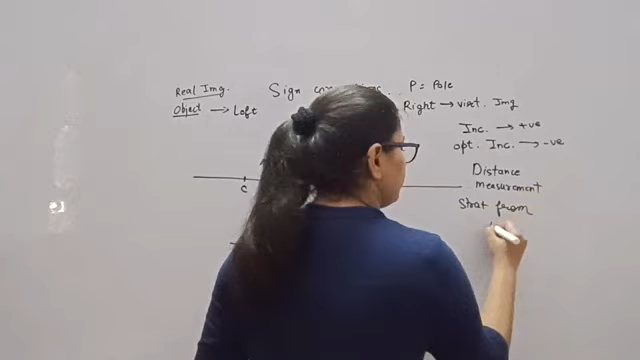 Real Img. Sign P = Pole
Object → Left Right → virt. Img
Inc. → +ve
opt. Inc. → -ve
Distance
measurement
Strat from
C